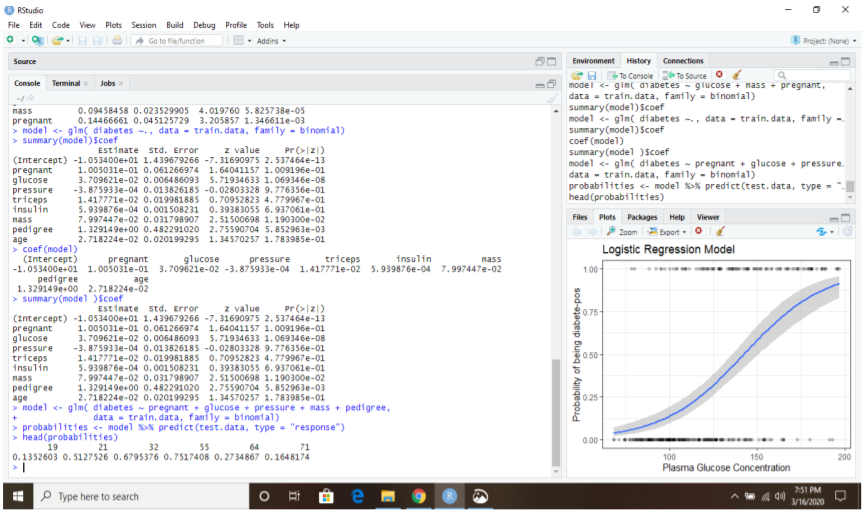 RStudio
File Edit Code View Plots Session Build Debug Profile Tools Help
Go to file/function Addins Project: (None)
Source
Console Terminal Jobs
~/
mass 0.09458458 0.023529905 4.019760 5.825738e-05
pregnant 0.14466661 0.045125729 3.205857 1.346611e-03
> model <- glm( diabetes ~., data = train.data, family = binomial)
> summary(model)$coef
Estimate Std. Error z value Pr(>|z|)
(Intercept) -1.053400e+01 1.439679266 -7.31690975 2.537464e-13
pregnant 1.005031e-01 0.061266974 1.64041157 1.009196e-01
glucose 3.709621e-02 0.006486093 5.71934633 1.069346e-08
pressure -3.875933e-04 0.013826185 -0.02803328 9.776356e-01
triceps 1.417771e-02 0.019981885 0.70952823 4.779967e-01
insulin 5.939876e-04 0.001508231 0.39383055 6.937061e-01
mass 7.997447e-02 0.031798907 2.51500698 1.190300e-02
pedigree 1.329149e+00 0.482291020 2.75590704 5.852963e-03
age 2.718224e-02 0.020199295 1.34570257 1.783985e-01
> coef(model)
(Intercept) pregnant glucose pressure triceps insulin mass
-1.053400e+01 1.005031e-01 3.709621e-02 -3.875933e-04 1.417771e-02 5.939876e-04 7.997447e-02
pedigree age
1.329149e+00 2.718224e-02
> summary(model )$coef
Estimate Std. Error z value Pr(>|z|)
(Intercept) -1.053400e+01 1.439679266 -7.31690975 2.537464e-13
pregnant 1.005031e-01 0.061266974 1.64041157 1.009196e-01
glucose 3.709621e-02 0.006486093 5.71934633 1.069346e-08
pressure -3.875933e-04 0.013826185 -0.02803328 9.776356e-01
triceps 1.417771e-02 0.019981885 0.70952823 4.779967e-01
insulin 5.939876e-04 0.001508231 0.39383055 6.937061e-01
mass 7.997447e-02 0.031798907 2.51500698 1.190300e-02
pedigree 1.329149e+00 0.482291020 2.75590704 5.852963e-03
age 2.718224e-02 0.020199295 1.34570257 1.783985e-01
> model <- glm( diabetes ~ pregnant + glucose + pressure + mass + pedigree,
+ data = train.data, family = binomial)
> probabilities <- model %>% predict(test.data, type = "response")
> head(probabilities)
19 21 32 55 64 71
0.1352603 0.5127526 0.6795376 0.7517408 0.2734867 0.1648174
>
Environment History Connections
To Console To Source
model <- glm( diabetes ~ glucose + mass + pregnant,
data = train.data, family = binomial)
summary(model)$coef
model <- glm( diabetes ~., data = train.data, family =…
summary(model)$coef
coef(model)
summary(model )$coef
model <- glm( diabetes ~ pregnant + glucose + pressure…
data = train.data, family = binomial)
probabilities <- model %>% predict(test.data, type = "…
head(probabilities)
Files Plots Packages Help Viewer
Zoom Export
Logistic Regression Model
Probability of being diabete-pos
1.00
0.75
0.50
0.25
0.00
100 150 200
Plasma Glucose Concentration
Type here to search
7:51 PM
3/16/2020